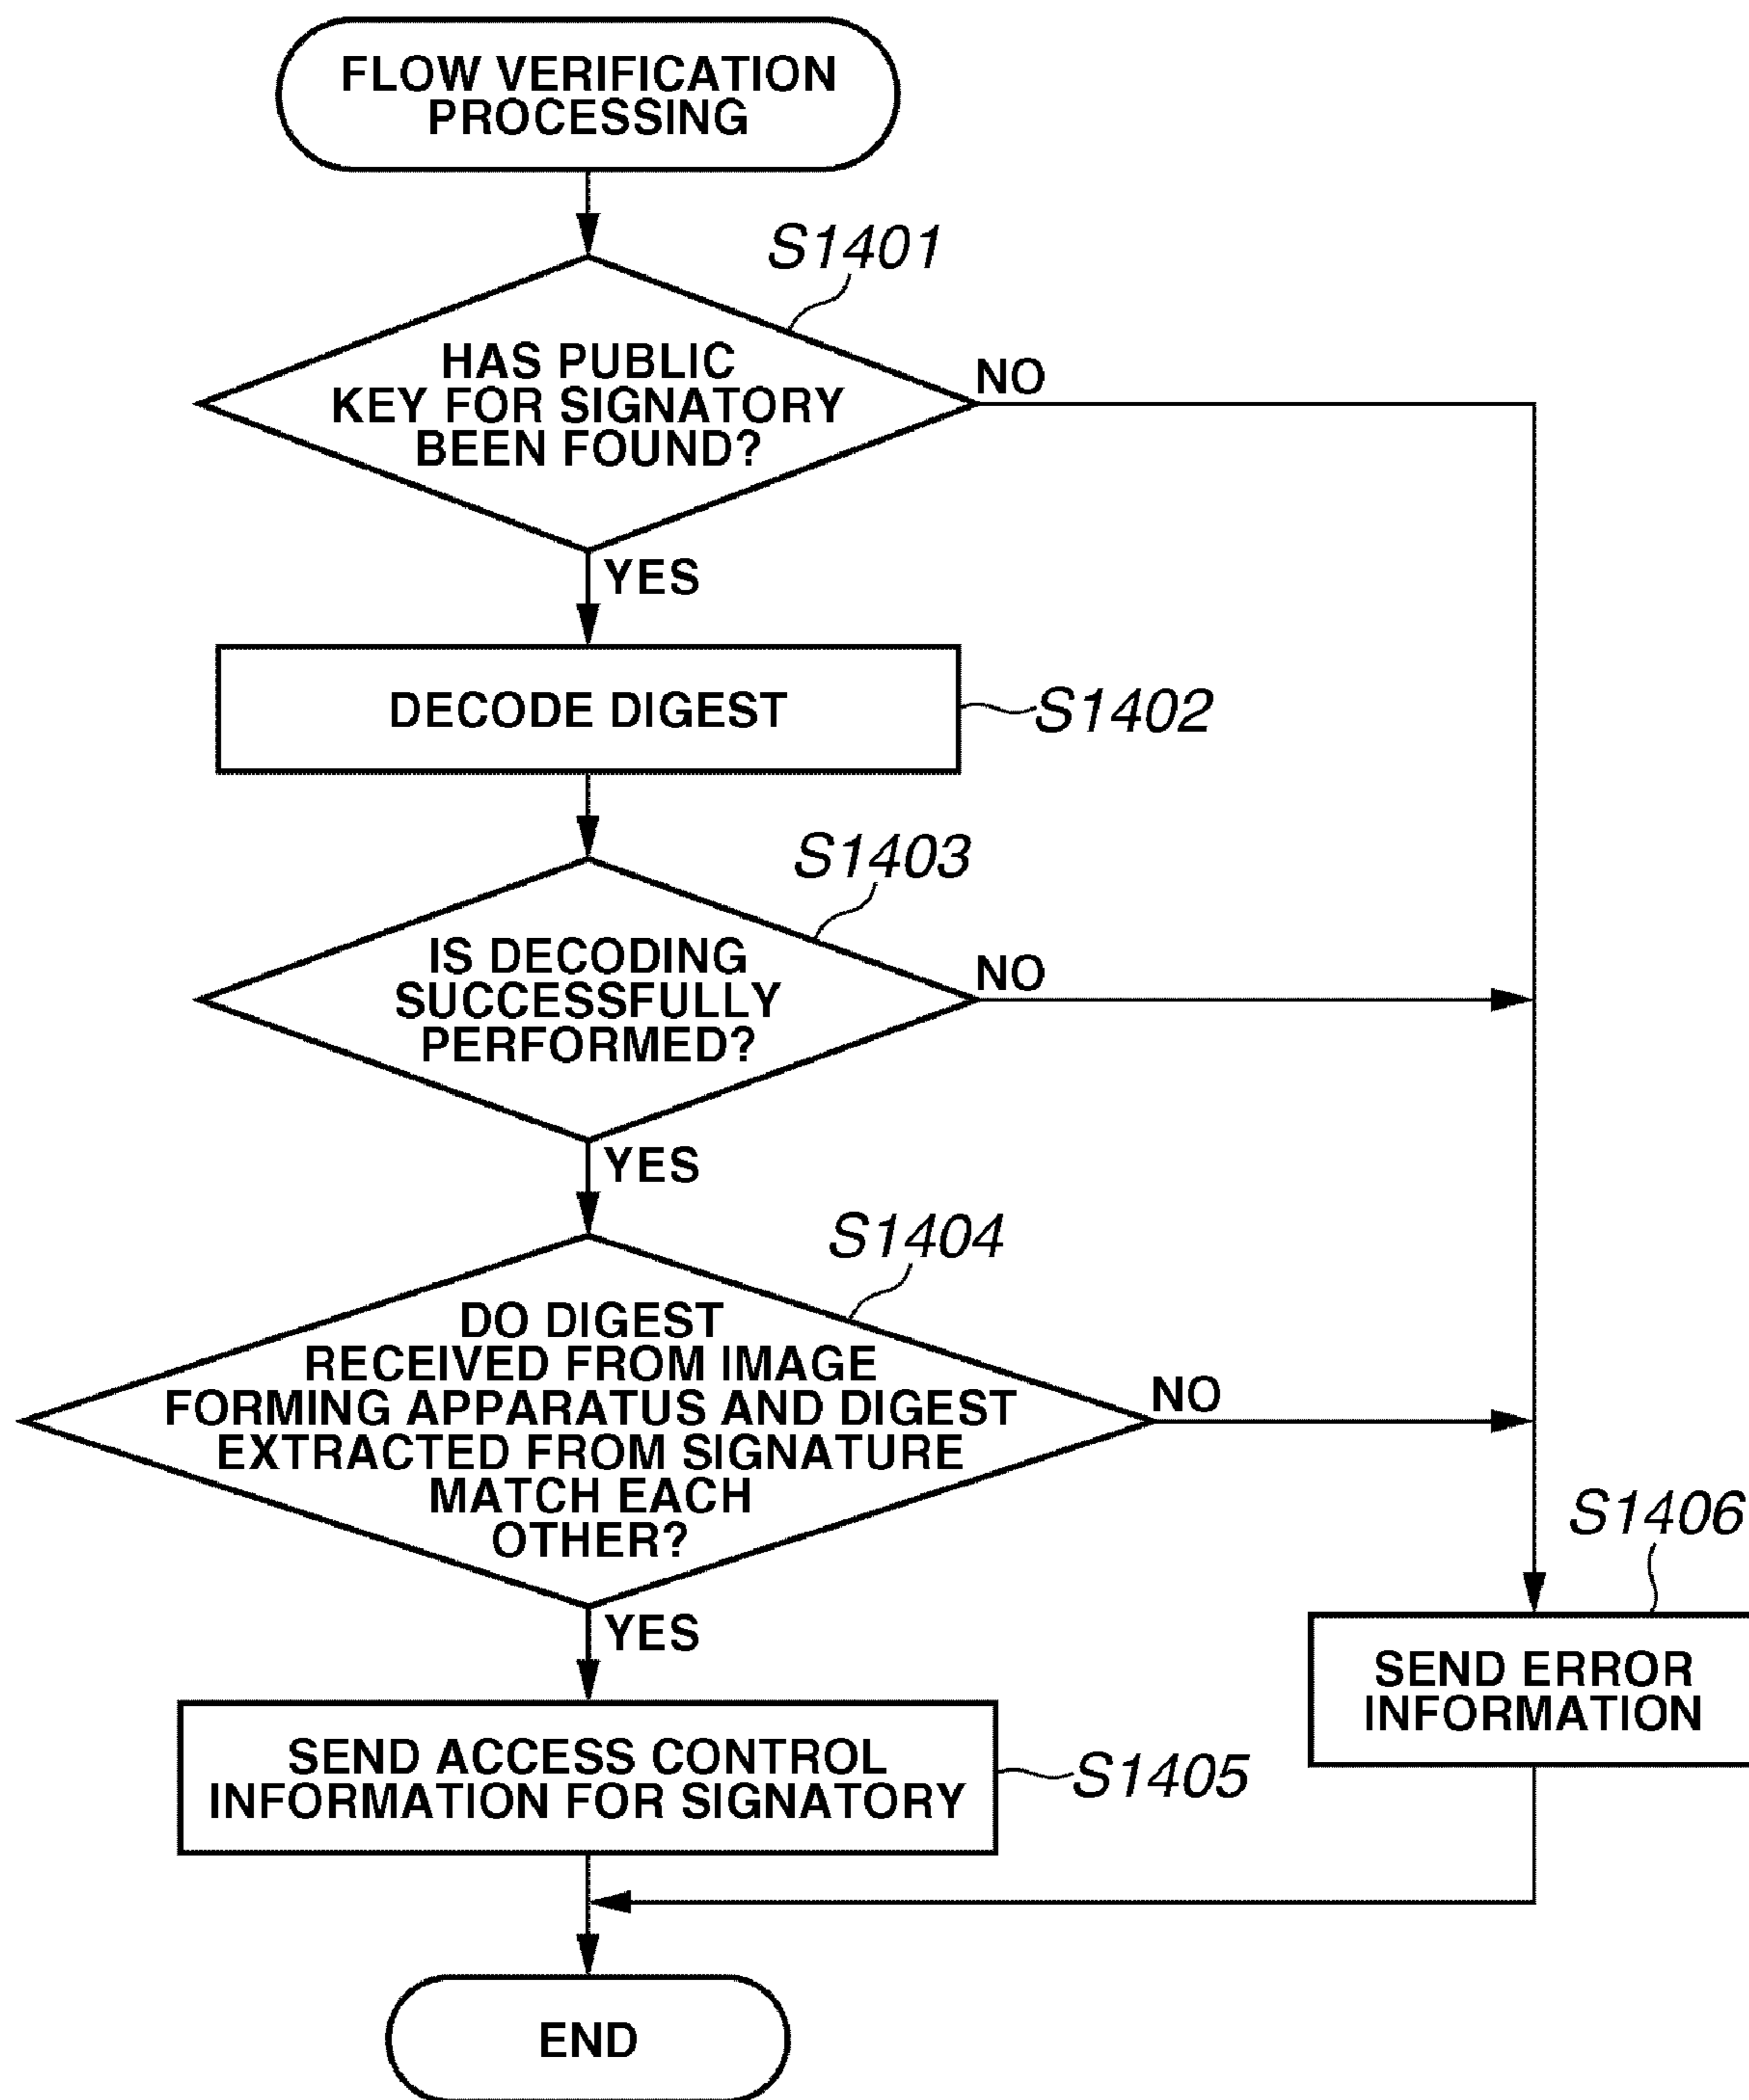 FLOW VERIFICATION
PROCESSING
S1401
HAS PUBLIC
KEY FOR SIGNATORY
BEEN FOUND?
NO
YES
DECODE DIGEST
S1402
S1403
IS DECODING
SUCCESSFULLY
PERFORMED?
NO
YES
S1404
DO DIGEST
RECEIVED FROM IMAGE
FORMING APPARATUS AND DIGEST
EXTRACTED FROM SIGNATURE
MATCH EACH
OTHER?
NO
YES
S1406
SEND ERROR
INFORMATION
SEND ACCESS CONTROL
INFORMATION FOR SIGNATORY
S1405
END